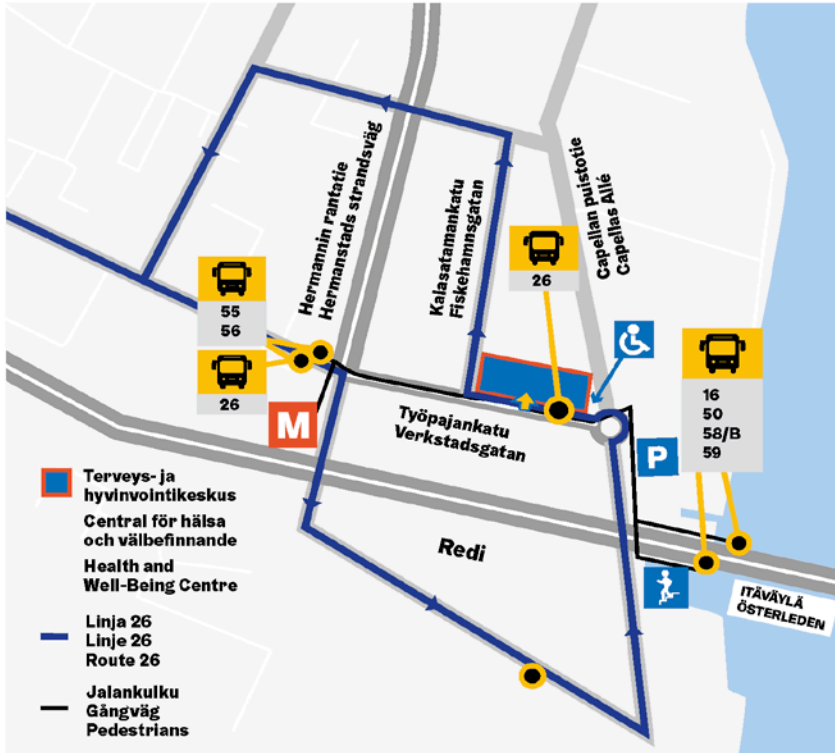 Hermannin rantatie
Hermanstads strandsväg
Kalasatamankatu
Fiskehamnsgatan
Capellan puistotie
Capellas Allé
26
55
56
26
16
50
58/B
59
M
Työpajankatu
Verkstadsgatan
P
Redi
ITÄVÄYLÄ
ÖSTERLEDEN
Terveys- ja
hyvinvointikeskus
Central för hälsa
och välbefinnande
Health and
Well-Being Centre
Linja 26
Linje 26
Route 26
Jalankulku
Gångväg
Pedestrians